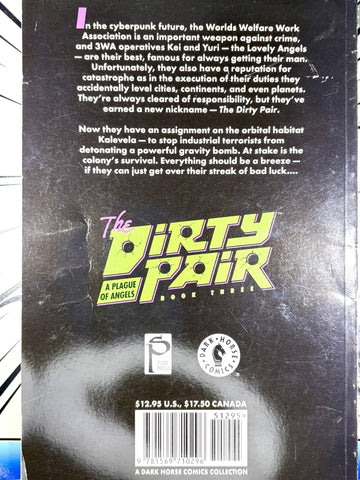 In the cyberpunk future, the Worlds Welfare Work
Association is an important weapon against crime,
and 3WA operatives Kei and Yuri — the Lovely Angels
— are their best, famous for always getting their man.
Unfortunately, they also have a reputation for
catastrophe as in the execution of their duties they
accidentally level cities, continents, and even planets.
They're always cleared of responsibility, but they've
earned a new nickname — The Dirty Pair.
Now they have an assignment on the orbital habitat
Kalevela — to stop industrial terrorists from
detonating a powerful gravity bomb. At stake is the
colony's survival. Everything should be a breeze —
if they can just get over their streak of bad luck....
The
DIRTY
PAIR
A PLAGUE
OF ANGELS
BOOK THREE
DARK HORSE
COMICS
$12.95 U.S., $17.50 CANADA
51295>
9 781569 710296
A DARK HORSE COMICS COLLECTION